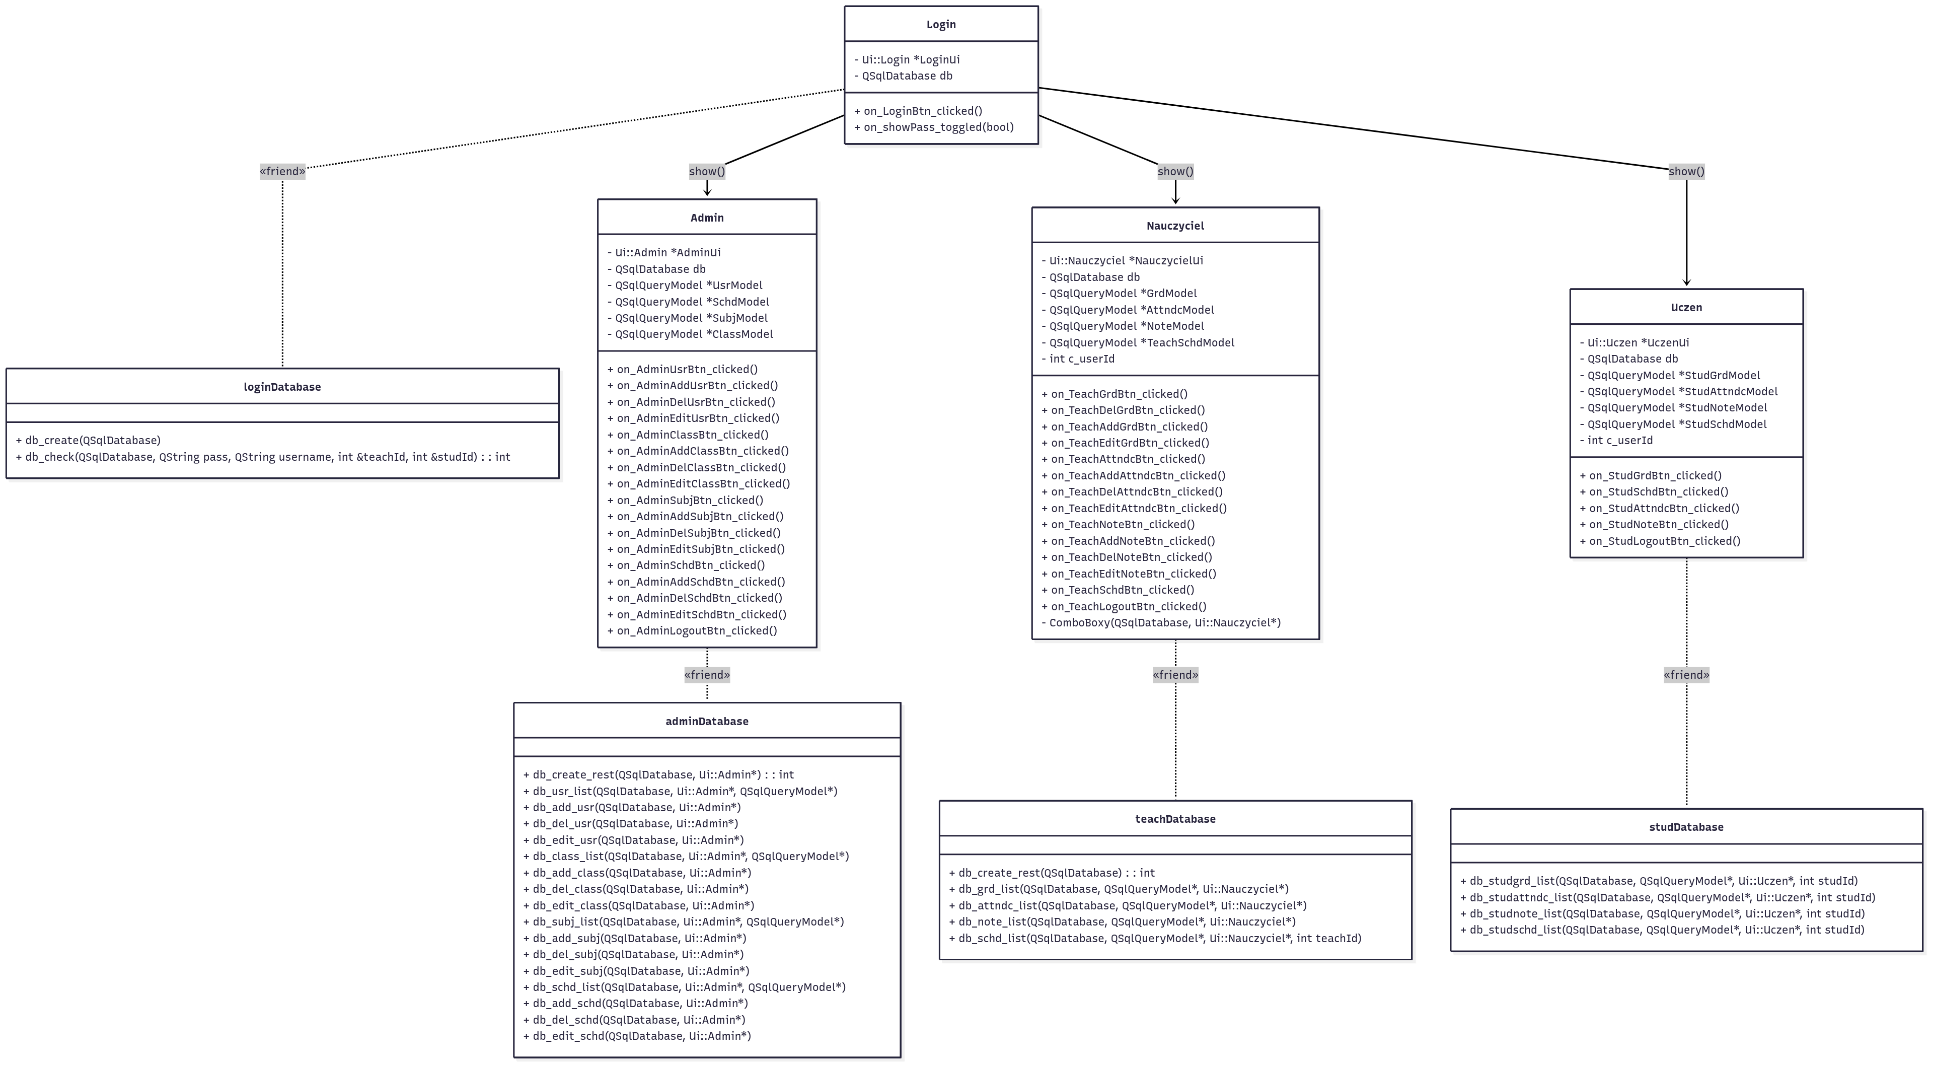 Login
- Ui::Login *LoginUi
- QSqlDatabase db
+ on_LoginBtn_clicked()
+ on_showPass_toggled(bool)
«friend»
show()
show()
show()
loginDatabase
+ db_create(QSqlDatabase)
+ db_check(QSqlDatabase, QString pass, QString username, int &teachId, int &studId) : : int
Admin
- Ui::Admin *AdminUi
- QSqlDatabase db
- QSqlQueryModel *UsrModel
- QSqlQueryModel *SchdModel
- QSqlQueryModel *SubjModel
- QSqlQueryModel *ClassModel
+ on_AdminUsrBtn_clicked()
+ on_AdminAddUsrBtn_clicked()
+ on_AdminDelUsrBtn_clicked()
+ on_AdminEditUsrBtn_clicked()
+ on_AdminClassBtn_clicked()
+ on_AdminAddClassBtn_clicked()
+ on_AdminDelClassBtn_clicked()
+ on_AdminEditClassBtn_clicked()
+ on_AdminSubjBtn_clicked()
+ on_AdminAddSubjBtn_clicked()
+ on_AdminDelSubjBtn_clicked()
+ on_AdminEditSubjBtn_clicked()
+ on_AdminSchdBtn_clicked()
+ on_AdminAddSchdBtn_clicked()
+ on_AdminDelSchdBtn_clicked()
+ on_AdminEditSchdBtn_clicked()
+ on_AdminLogoutBtn_clicked()
Nauczyciel
- Ui::Nauczyciel *NauczycielUi
- QSqlDatabase db
- QSqlQueryModel *GrdModel
- QSqlQueryModel *AttndcModel
- QSqlQueryModel *NoteModel
- QSqlQueryModel *TeachSchdModel
- int c_userId
+ on_TeachGrdBtn_clicked()
+ on_TeachDelGrdBtn_clicked()
+ on_TeachAddGrdBtn_clicked()
+ on_TeachEditGrdBtn_clicked()
+ on_TeachAttndcBtn_clicked()
+ on_TeachAddAttndcBtn_clicked()
+ on_TeachDelAttndcBtn_clicked()
+ on_TeachEditAttndcBtn_clicked()
+ on_TeachNoteBtn_clicked()
+ on_TeachAddNoteBtn_clicked()
+ on_TeachDelNoteBtn_clicked()
+ on_TeachEditNoteBtn_clicked()
+ on_TeachSchdBtn_clicked()
+ on_TeachLogoutBtn_clicked()
- ComboBoxy(QSqlDatabase, Ui::Nauczyciel*)
Uczen
- Ui::Uczen *UczenUi
- QSqlDatabase db
- QSqlQueryModel *StudGrdModel
- QSqlQueryModel *StudAttndcModel
- QSqlQueryModel *StudNoteModel
- QSqlQueryModel *StudSchdModel
- int c_userId
+ on_StudGrdBtn_clicked()
+ on_StudSchdBtn_clicked()
+ on_StudAttndcBtn_clicked()
+ on_StudNoteBtn_clicked()
+ on_StudLogoutBtn_clicked()
«friend»
«friend»
«friend»
adminDatabase
+ db_create_rest(QSqlDatabase, Ui::Admin*) : : int
+ db_usr_list(QSqlDatabase, Ui::Admin*, QSqlQueryModel*)
+ db_add_usr(QSqlDatabase, Ui::Admin*)
+ db_del_usr(QSqlDatabase, Ui::Admin*)
+ db_edit_usr(QSqlDatabase, Ui::Admin*)
+ db_class_list(QSqlDatabase, Ui::Admin*, QSqlQueryModel*)
+ db_add_class(QSqlDatabase, Ui::Admin*)
+ db_del_class(QSqlDatabase, Ui::Admin*)
+ db_edit_class(QSqlDatabase, Ui::Admin*)
+ db_subj_list(QSqlDatabase, Ui::Admin*, QSqlQueryModel*)
+ db_add_subj(QSqlDatabase, Ui::Admin*)
+ db_del_subj(QSqlDatabase, Ui::Admin*)
+ db_edit_subj(QSqlDatabase, Ui::Admin*)
+ db_schd_list(QSqlDatabase, Ui::Admin*, QSqlQueryModel*)
+ db_add_schd(QSqlDatabase, Ui::Admin*)
+ db_del_schd(QSqlDatabase, Ui::Admin*)
+ db_edit_schd(QSqlDatabase, Ui::Admin*)
teachDatabase
+ db_create_rest(QSqlDatabase) : : int
+ db_grd_list(QSqlDatabase, QSqlQueryModel*, Ui::Nauczyciel*)
+ db_attndc_list(QSqlDatabase, QSqlQueryModel*, Ui::Nauczyciel*)
+ db_note_list(QSqlDatabase, QSqlQueryModel*, Ui::Nauczyciel*)
+ db_schd_list(QSqlDatabase, QSqlQueryModel*, Ui::Nauczyciel*, int teachId)
studDatabase
+ db_studgrd_list(QSqlDatabase, QSqlQueryModel*, Ui::Uczen*, int studId)
+ db_studattndc_list(QSqlDatabase, QSqlQueryModel*, Ui::Uczen*, int studId)
+ db_studnote_list(QSqlDatabase, QSqlQueryModel*, Ui::Uczen*, int studId)
+ db_studschd_list(QSqlDatabase, QSqlQueryModel*, Ui::Uczen*, int studId)